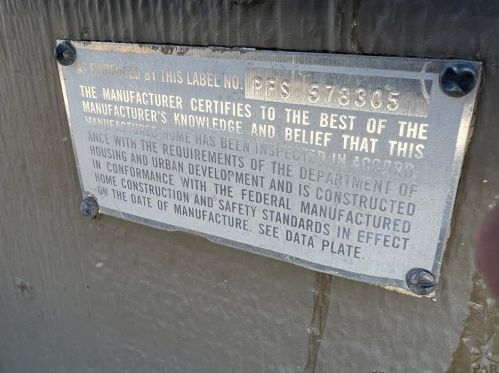 AS EVIDENCED BY THIS LABEL NO. PFS 578305
THE MANUFACTURER CERTIFIES TO THE BEST OF THE
MANUFACTURER'S KNOWLEDGE AND BELIEF THAT THIS
MANUFACTURED HOME HAS BEEN INSPECTED IN ACCORD-
ANCE WITH THE REQUIREMENTS OF THE DEPARTMENT OF
HOUSING AND URBAN DEVELOPMENT AND IS CONSTRUCTED
IN CONFORMANCE WITH THE FEDERAL MANUFACTURED
HOME CONSTRUCTION AND SAFETY STANDARDS IN EFFECT
ON THE DATE OF MANUFACTURE. SEE DATA PLATE.